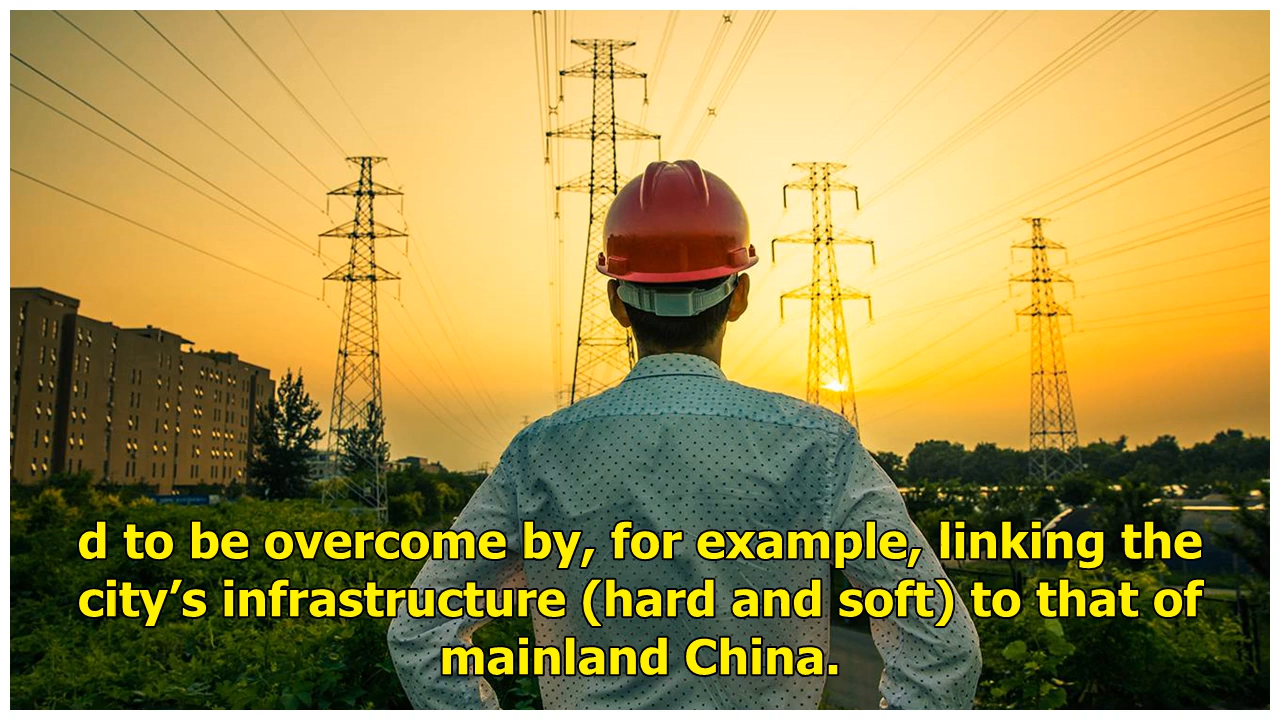 d to be overcome by, for example, linking the
city’s infrastructure (hard and soft) to that of
mainland China.